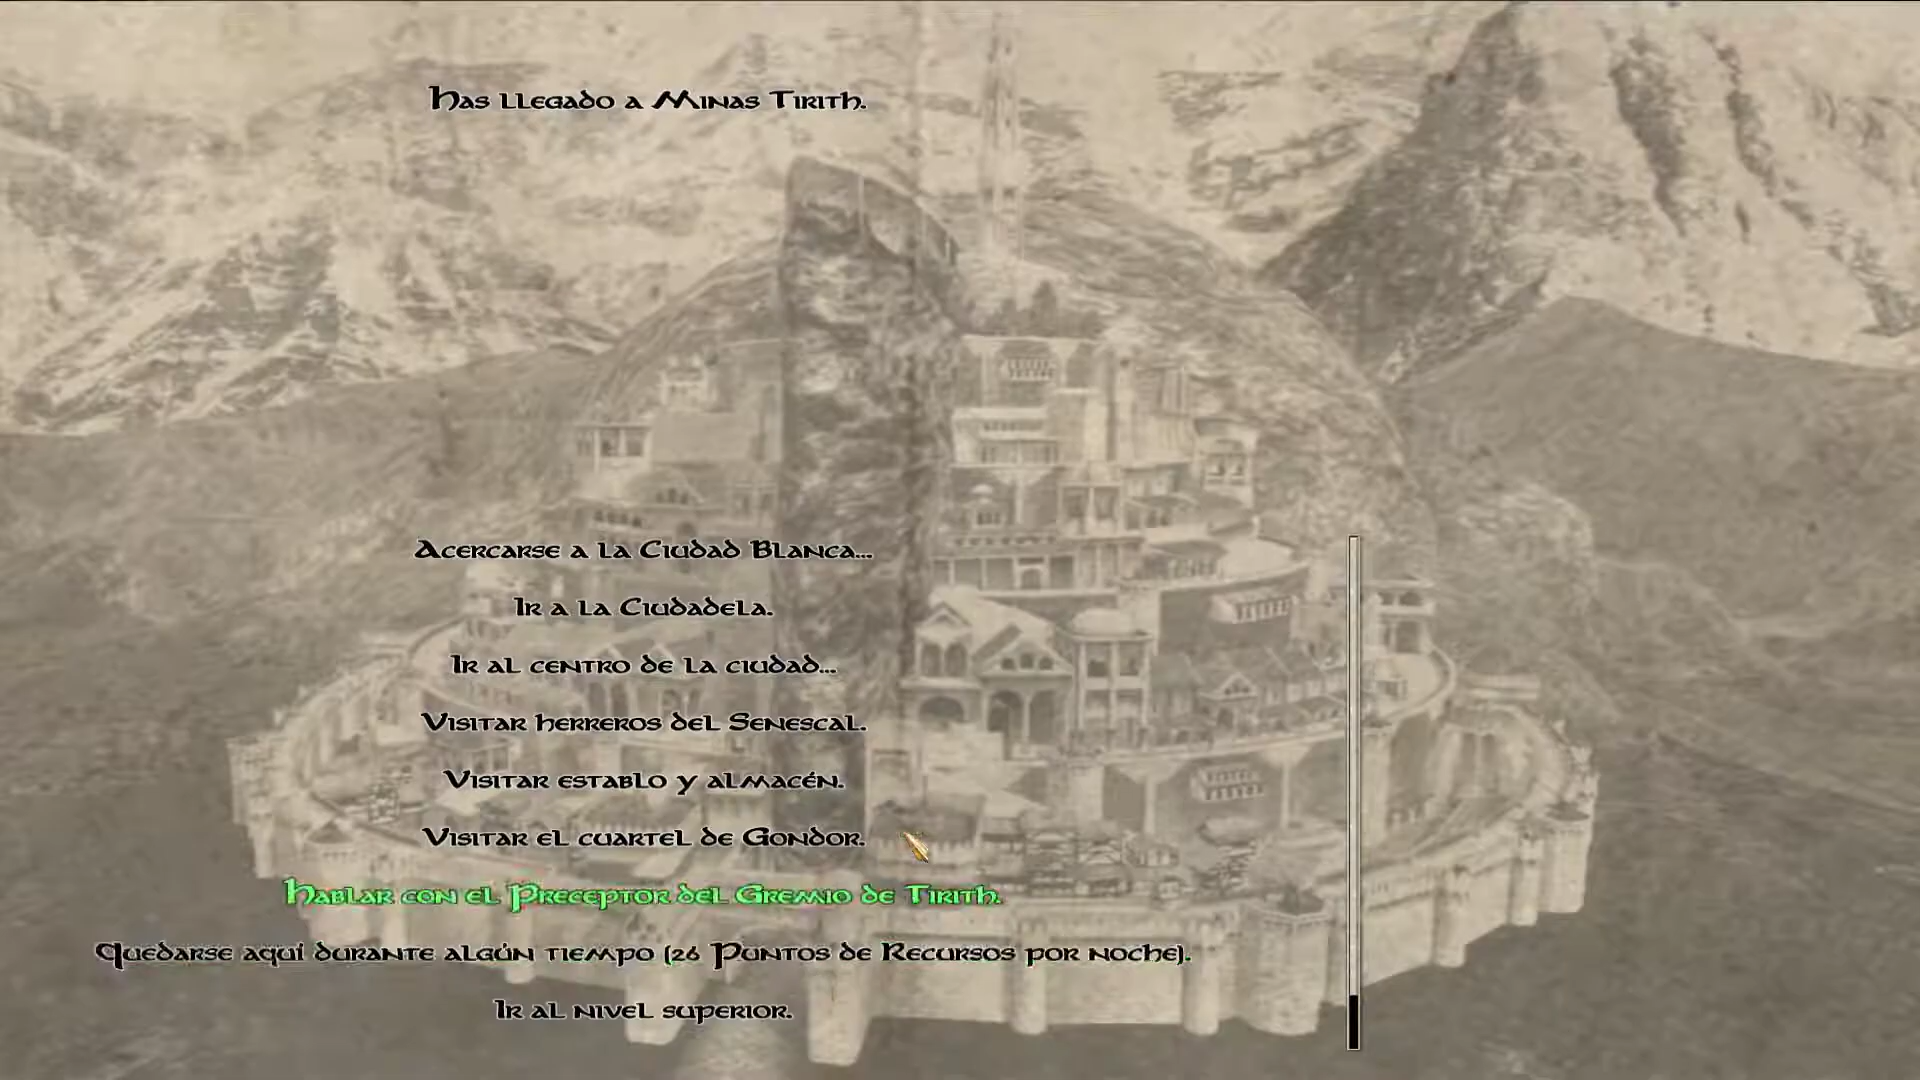 Has llegado a Minas Tirith.
Acercarse a la Ciudad Blanca...
Ir a la Ciudadela.
Ir al centro de la ciudad...
Visitar herreros del Senescal.
Visitar establo y almacén.
Visitar el cuartel de Gondor.
Hablar con el Preceptor del Gremio de Tirith.
Quedarse aquí durante algún tiempo (26 Puntos de Recursos por noche).
Ir al nivel superior.